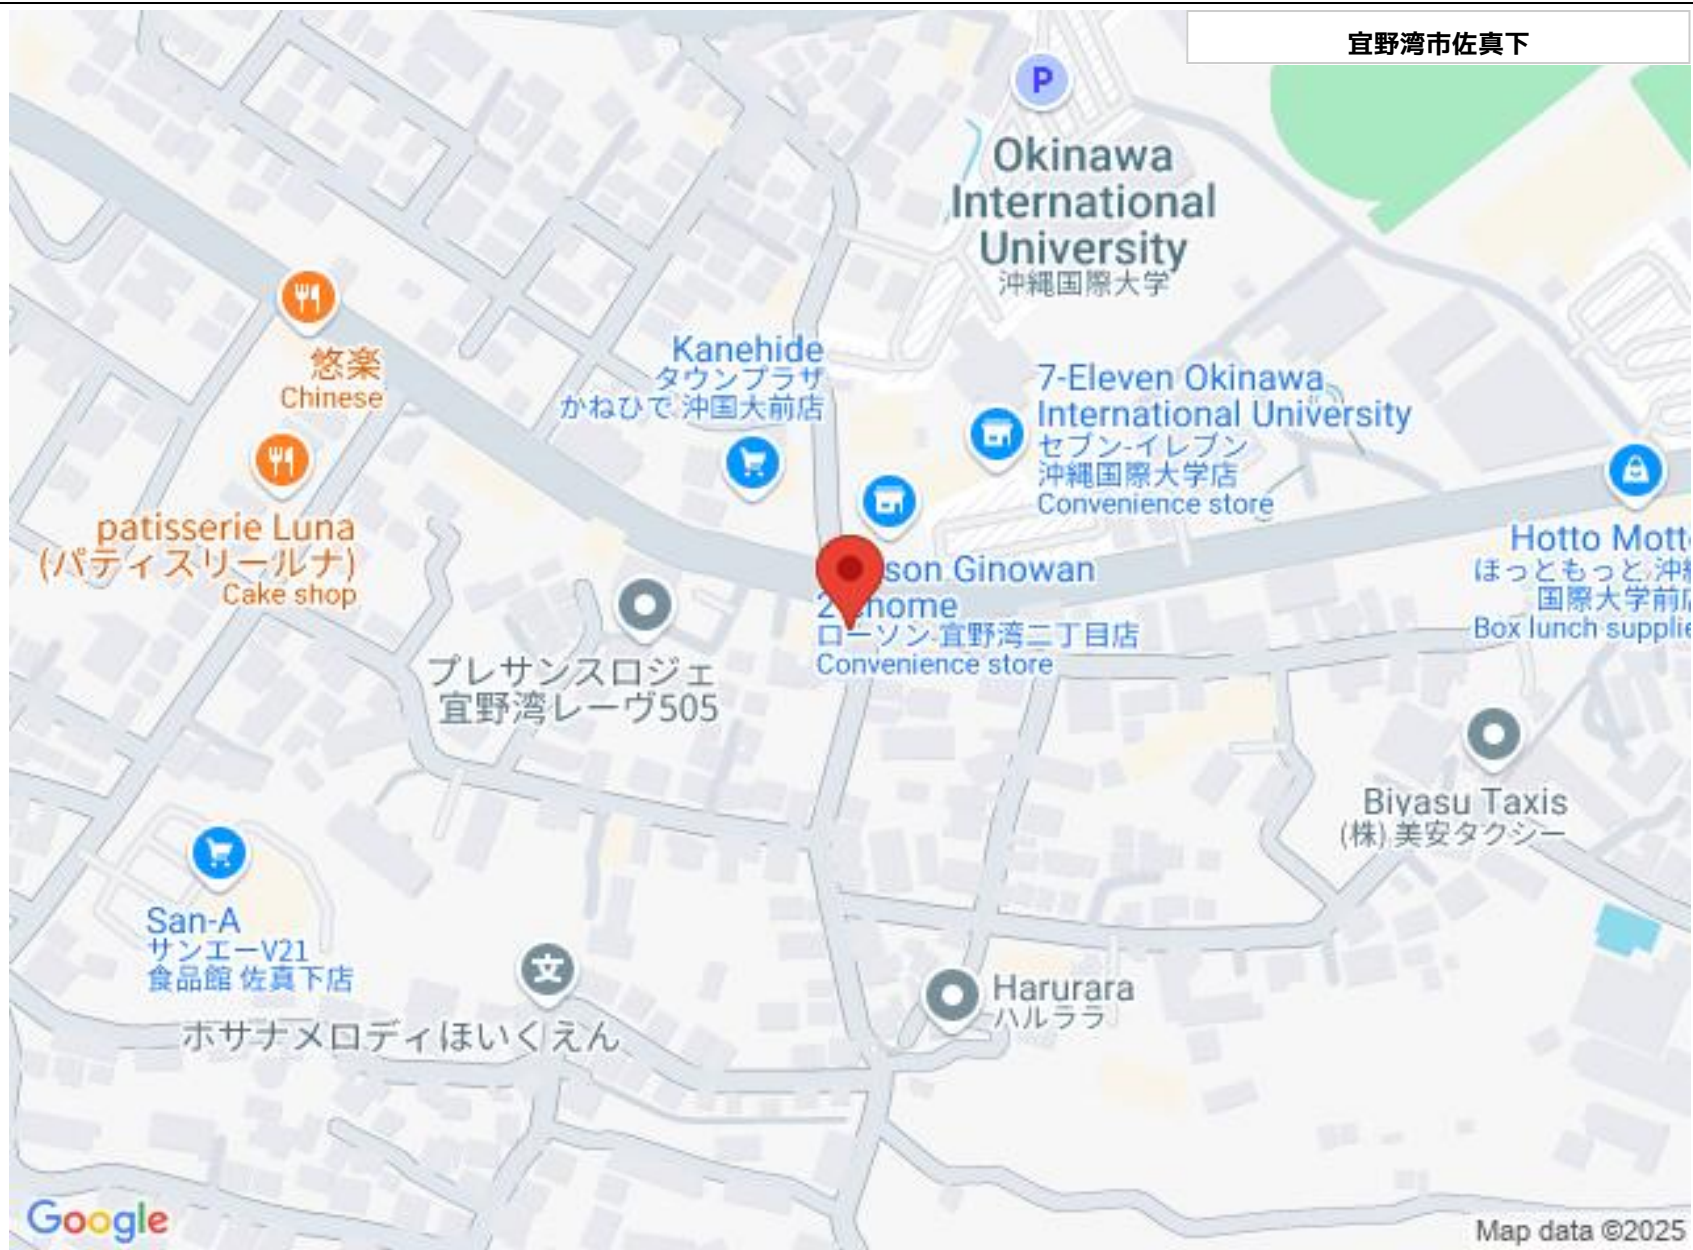 宜野湾市佐真下
P
Okinawa
International
University
沖縄国際大学
悠楽
Chinese
Kanehide
タウンプラザ
かねひで 沖国大前店
7-Eleven Okinawa
International University
セブン-イレブン
沖縄国際大学店
Convenience store
patisserie Luna
(パティスリールナ)
Cake shop
son Ginowan
2
home
ローソン 宜野湾二丁目店
Convenience store
Hotto Mott
ほっともっと 沖縄
国際大学前店
Box lunch supplie
プレサンスロジェ
宜野湾レーヴ505
Biyasu Taxis
(株) 美安タクシー
San-A
サンエーV21
食品館 佐真下店
文
Harurara
ハルララ
ホサナメロディほいくえん
Google
Map data ©2025